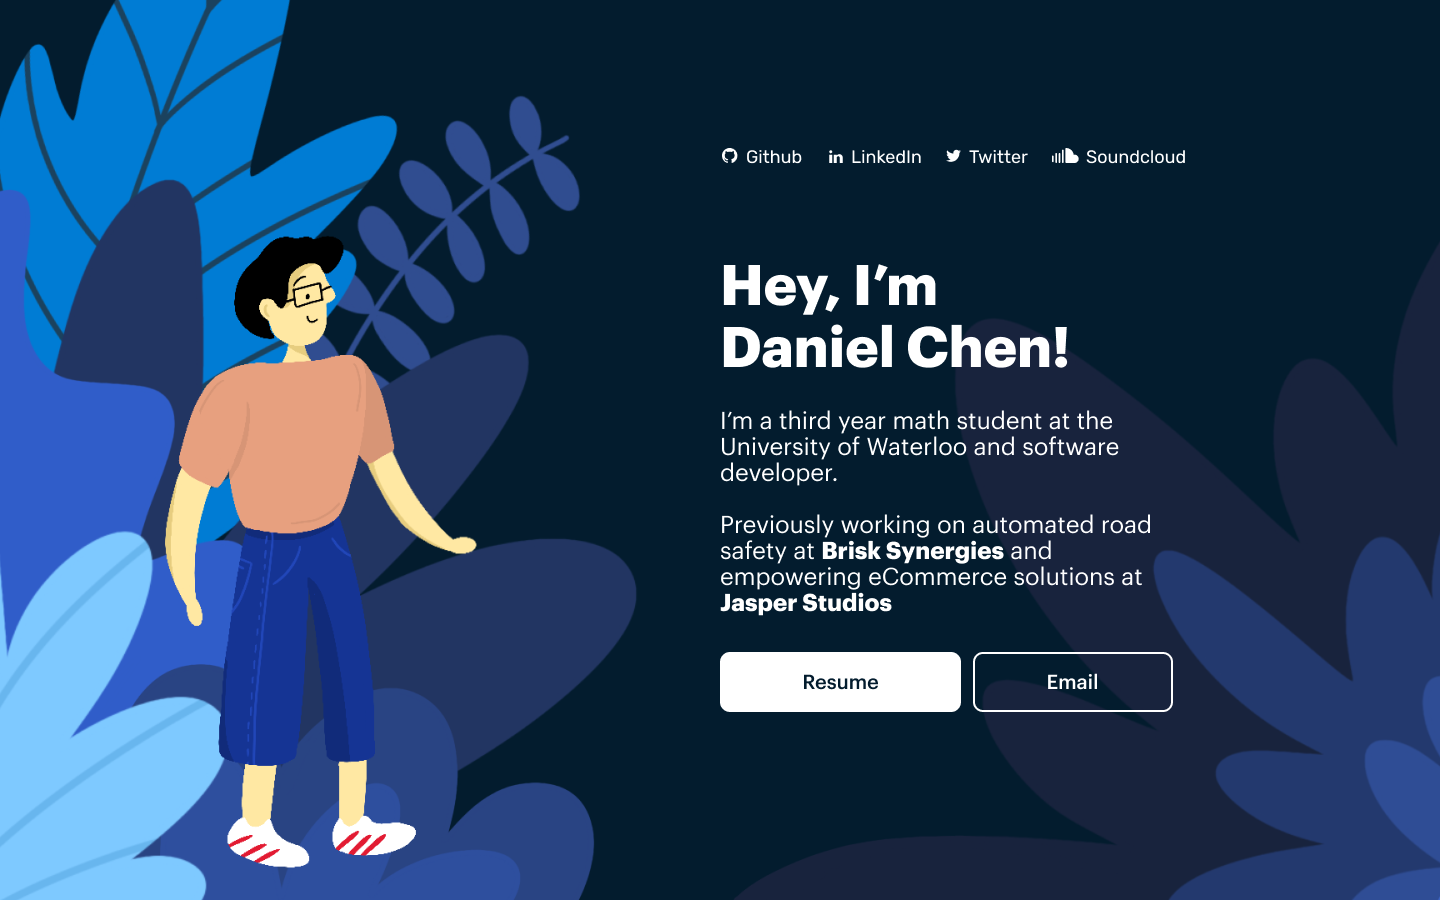 Github LinkedIn Twitter Soundcloud
Hey, I’m
Daniel Chen!
I’m a third year math student at the
University of Waterloo and software
developer.
Previously working on automated road
safety at Brisk Synergies and
empowering eCommerce solutions at
Jasper Studios
Resume Email